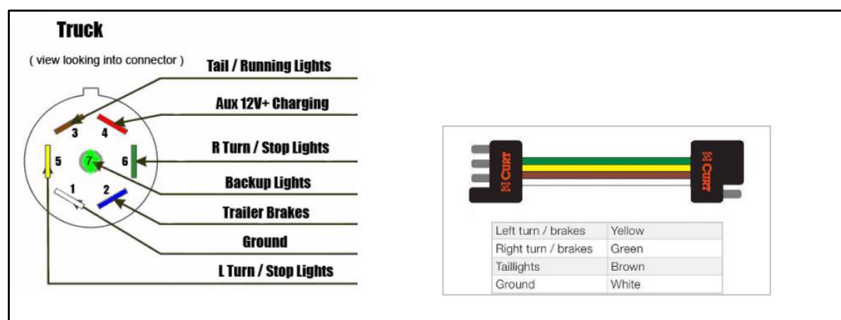 Truck
( view looking into connector )
Tail / Running Lights
Aux 12V+ Charging
R Turn / Stop Lights
Backup Lights
Trailer Brakes
Ground
L Turn / Stop Lights
3 4
5 7 6
1 2
CURT
CURT
Left turn / brakes Yellow
Right turn / brakes Green
Taillights Brown
Ground White